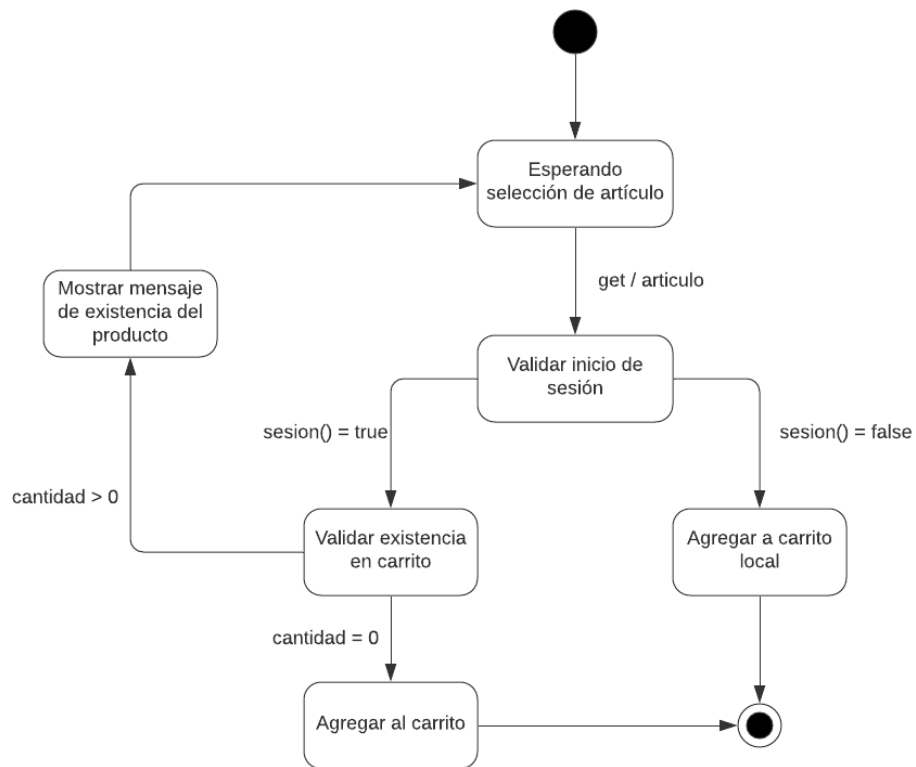 Esperando
selección de artículo
get / articulo
Mostrar mensaje
de existencia del
producto
Validar inicio de
sesión
sesion() = true
sesion() = false
cantidad > 0
Validar existencia
en carrito
Agregar a carrito
local
cantidad = 0
Agregar al carrito